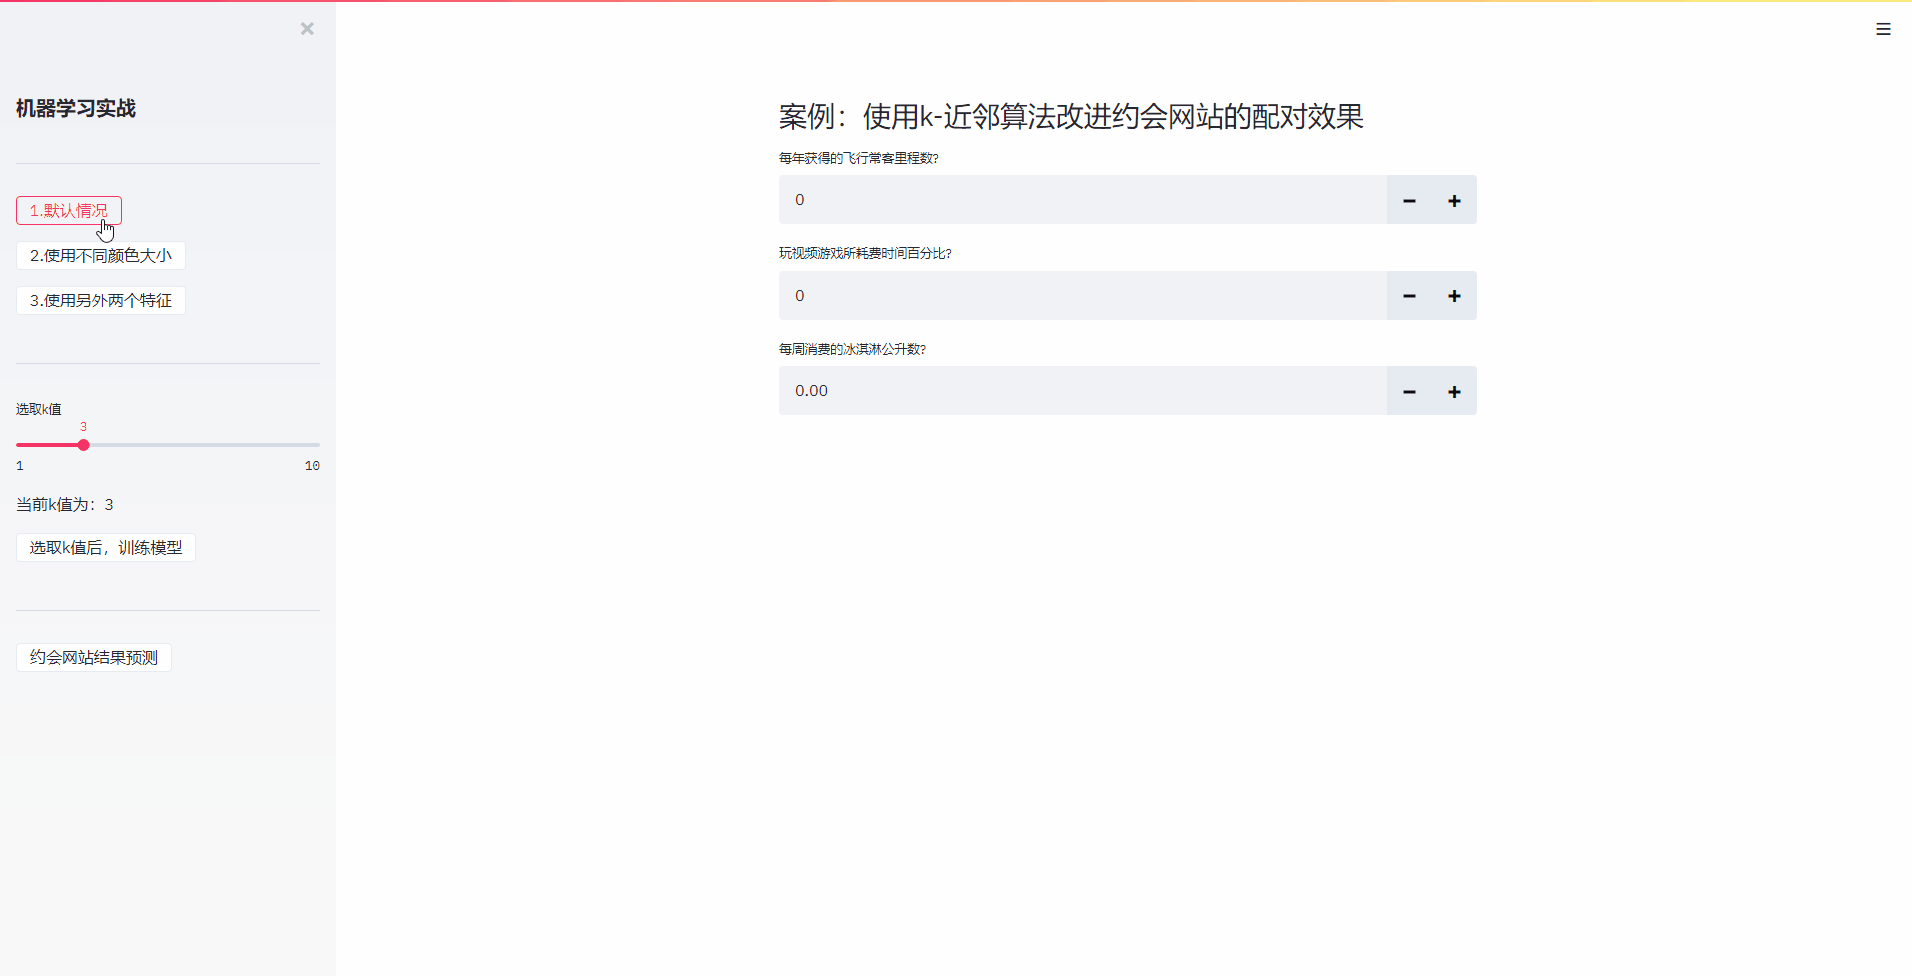 机器学习实战
1.默认情况
2.使用不同颜色大小
3.使用另外两个特征
选取k值
3
1
10
当前k值为：3
选取k值后，训练模型
约会网站结果预测
案例：使用k-近邻算法改进约会网站的配对效果
每年获得的飞行常客里程数?
0
玩视频游戏所耗费时间百分比?
0
每周消费的冰淇淋公升数?
0.00